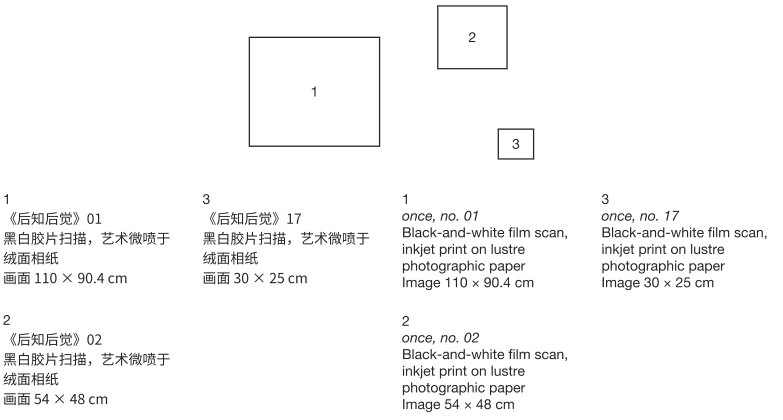 1
2
3
1
《后知后觉》01
黑白胶片扫描，艺术微喷于
绒面相纸
画面 110 × 90.4 cm
2
《后知后觉》02
黑白胶片扫描，艺术微喷于
绒面相纸
画面 54 × 48 cm
3
《后知后觉》17
黑白胶片扫描，艺术微喷于
绒面相纸
画面 30 × 25 cm
1
once, no. 01
Black-and-white film scan,
inkjet print on lustre
photographic paper
Image 110 × 90.4 cm
2
once, no. 02
Black-and-white film scan,
inkjet print on lustre
photographic paper
Image 54 × 48 cm
3
once, no. 17
Black-and-white film scan,
inkjet print on lustre
photographic paper
Image 30 × 25 cm